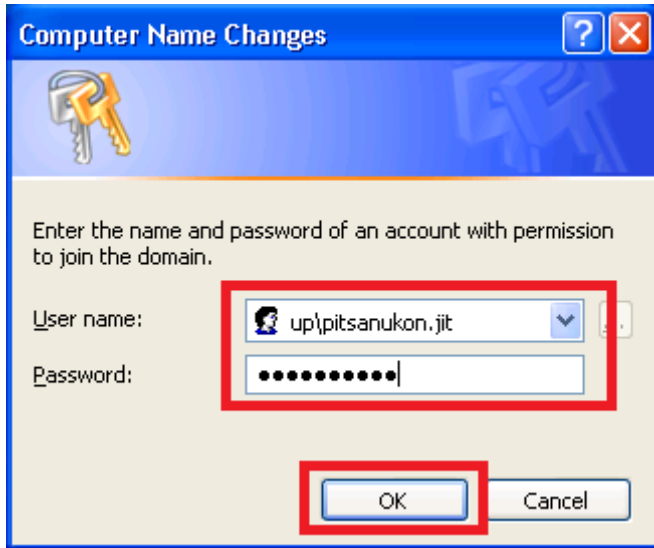 Computer Name Changes
Enter the name and password of an account with permission
to join the domain.
User name:
up\pitsanukon.jit
...
Password:
●●●●●●●●●●
OK
Cancel